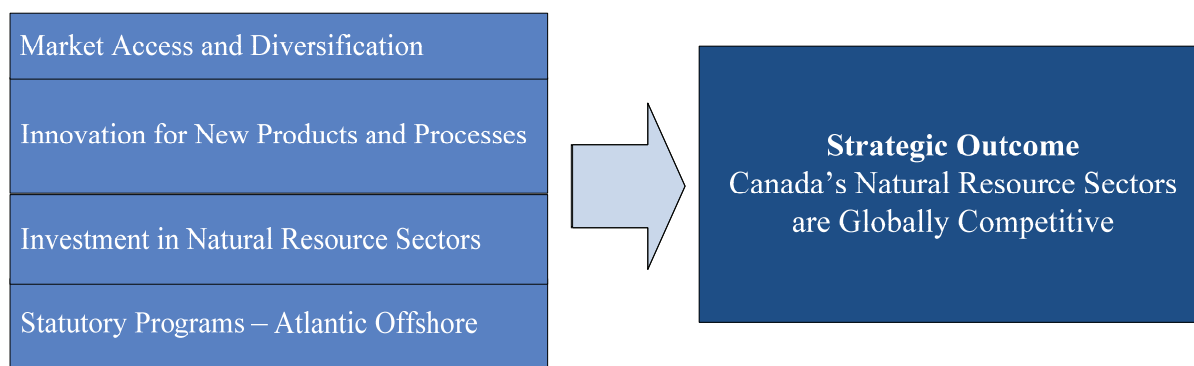 Market Access and Diversification
Innovation for New Products and Processes
Investment in Natural Resource Sectors
Statutory Programs – Atlantic Offshore
Strategic Outcome
Canada’s Natural Resource Sectors
are Globally Competitive